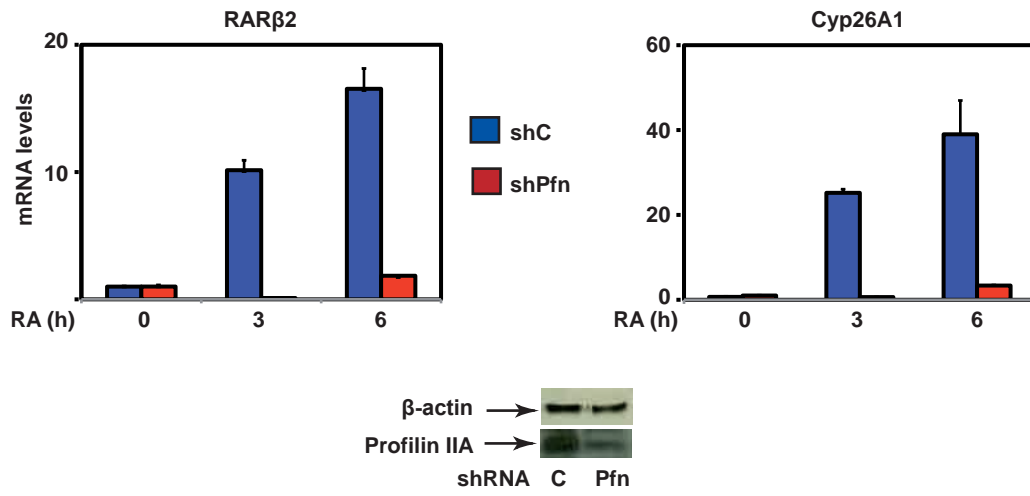 RARβ2
Cyp26A1
20
10
mRNA levels
RA (h) 0 3 6
shC
shPfn
60
40
20
0
RA (h) 0 3 6
β-actin
Profilin IIA
shRNA C Pfn